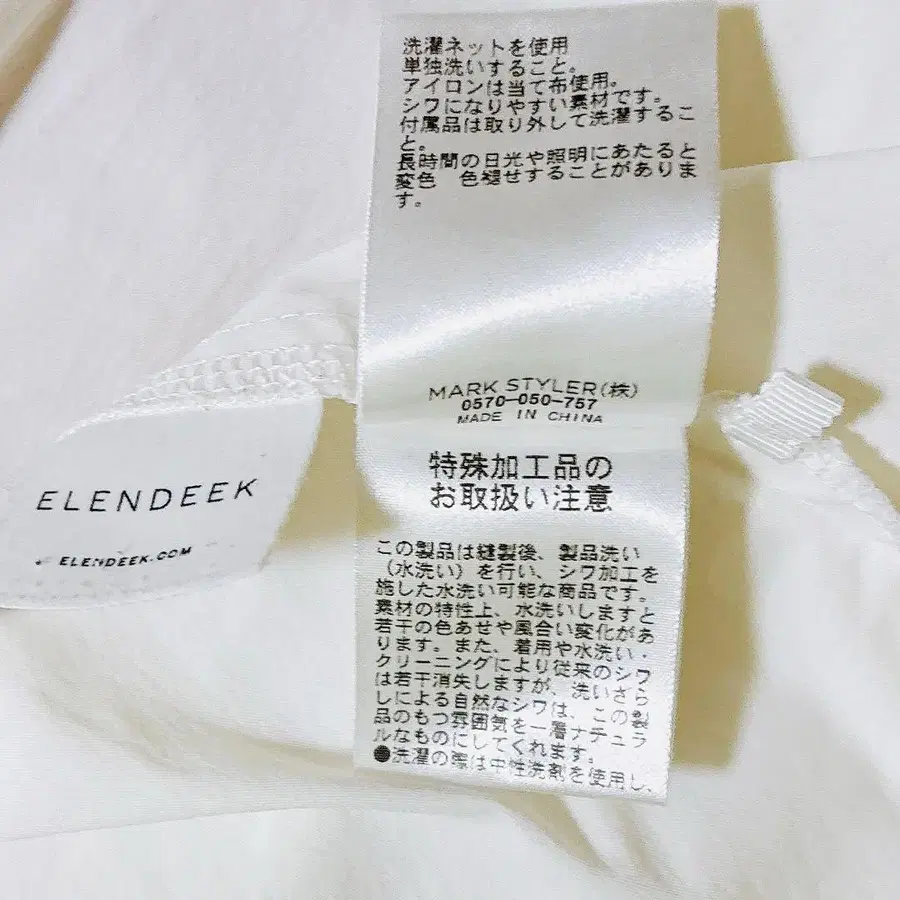 洗濯ネットを使用
単独洗いすること。
アイロンは当て布使用。
シワになりやすい素材です。
付属品は取り外して洗濯するこ
と。
長時間の日光や照明にあたると
変色 色褪せすることがありま
す。
MARK STYLER(株)
0570-050-757
MADE IN CHINA
特殊加工品の
お取扱い注意
この製品は縫製後、製品洗い
(水洗い)を行い、シワ加工を
施した水洗い可能な商品です。
素材の特性上、水洗いしますと
若干の色あせや風合い変化があ
ります。また、着用や水洗い・
クリーニングにより従来のシワ
は若干消失しますが、洗いざら
しによる自然なシワは、この製
品のもつ雰囲気を一層ナチュラ
ルなものにしてくれます。
●洗濯の際は中性洗剤を使用し、
ELENDEEK
ELENDEEK.COM